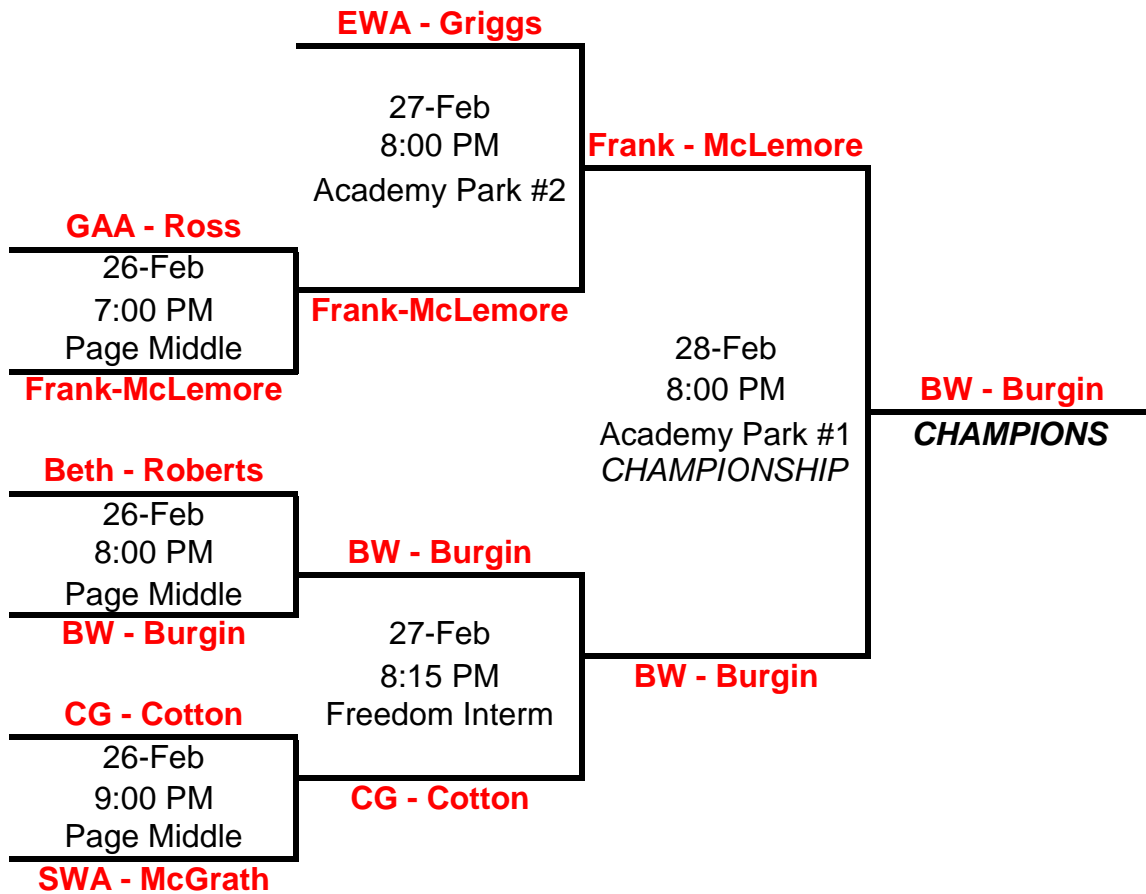 EWA - Griggs
27-Feb
8:00 PM
Academy Park #2
Frank - McLemore
GAA - Ross
26-Feb
7:00 PM
Page Middle
Frank-McLemore
Frank-McLemore
28-Feb
8:00 PM
Academy Park #1
CHAMPIONSHIP
BW - Burgin
CHAMPIONS
Beth - Roberts
26-Feb
8:00 PM
Page Middle
BW - Burgin
BW - Burgin
27-Feb
8:15 PM
Freedom Interm
BW - Burgin
CG - Cotton
26-Feb
9:00 PM
Page Middle
SWA - McGrath
CG - Cotton